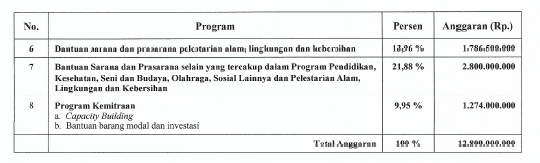 No. Program Persen Anggaran (Rp.)
6 Bantuan sarana dan prasarana pelestarian alam, lingkungan dan kebersihan 13,96 % 1.786.500.000
7 Bantuan Sarana dan Prasarana selain yang tercakup dalam Program Pendidikan, 21,88 % 2.800.000.000
Kesehatan, Seni dan Budaya, Olahraga, Sosial Lainnya dan Pelestarian Alam,
Lingkungan dan Kebersihan
8 Program Kemitraan 9,95 % 1.274.000.000
a. Capacity Building
b. Bantuan barang modal dan investasi
Total Anggaran 100 % 12.800.000.000